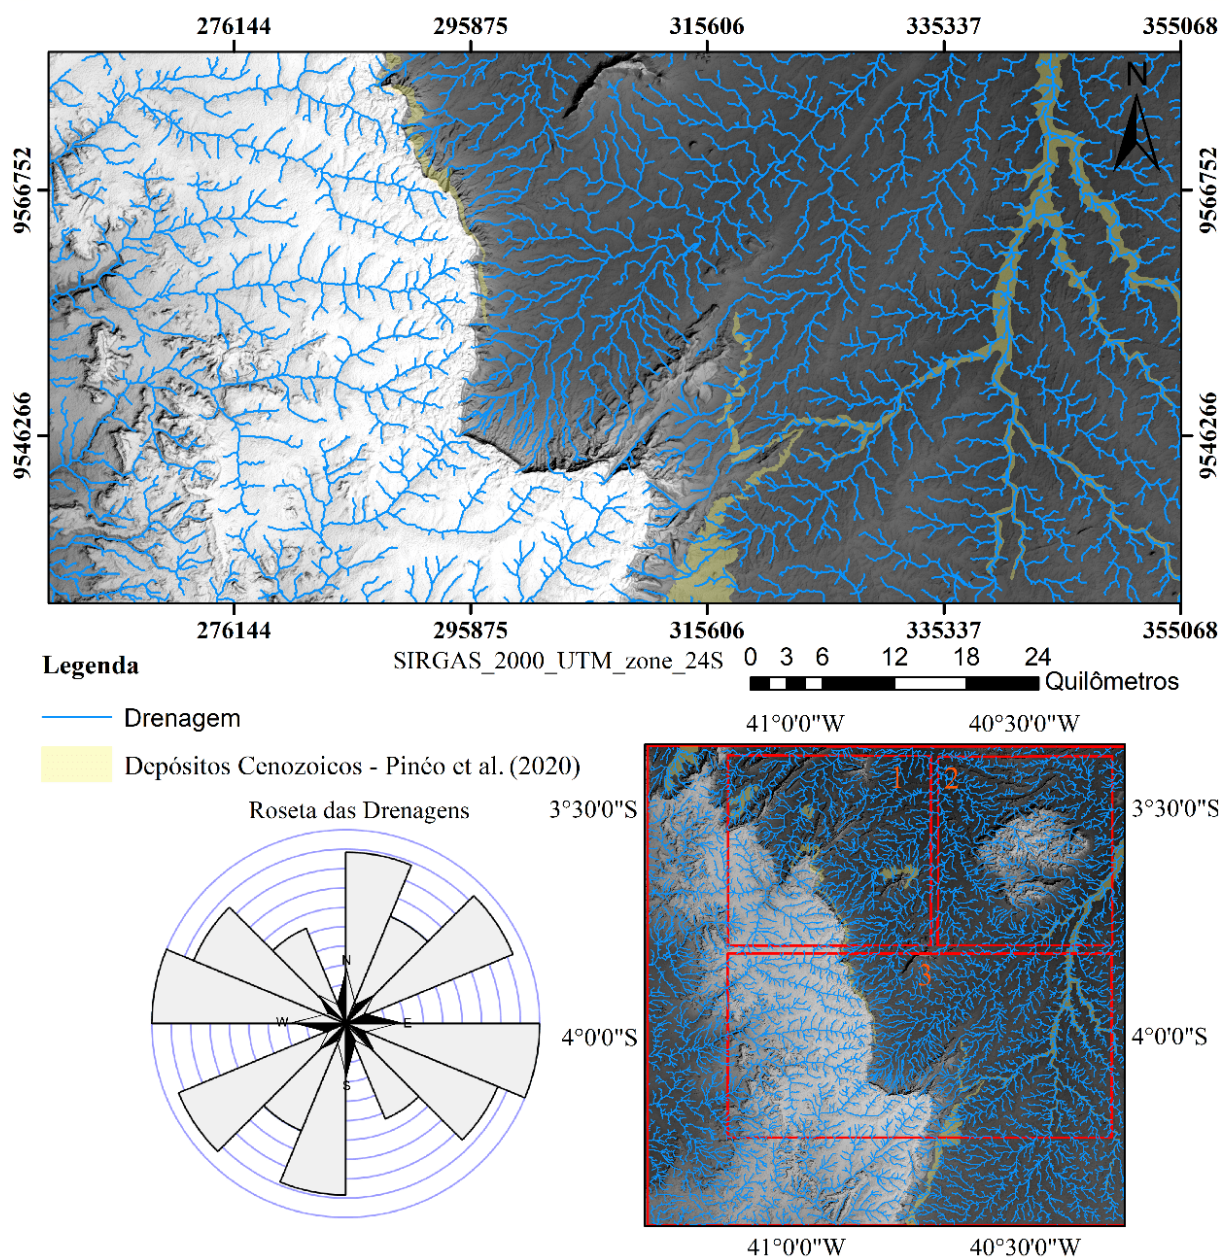 276144 295875 315606 335337 355068
N
9566752 9566752
9546266 9546266
276144 295875 315606 335337 355068
Legenda
SIRGAS_2000_UTM_zone_24S
0 3 6 12 18 24
Quilômetros
Drenagem
Depósitos Cenozoicos - Pinéo et al. (2020)
Roseta das Drenagens
N
W E
S
41°0'0"W 40°30'0"W
3°30'0"S 3°30'0"S
1 2
3
4°0'0"S 4°0'0"S
41°0'0"W 40°30'0"W